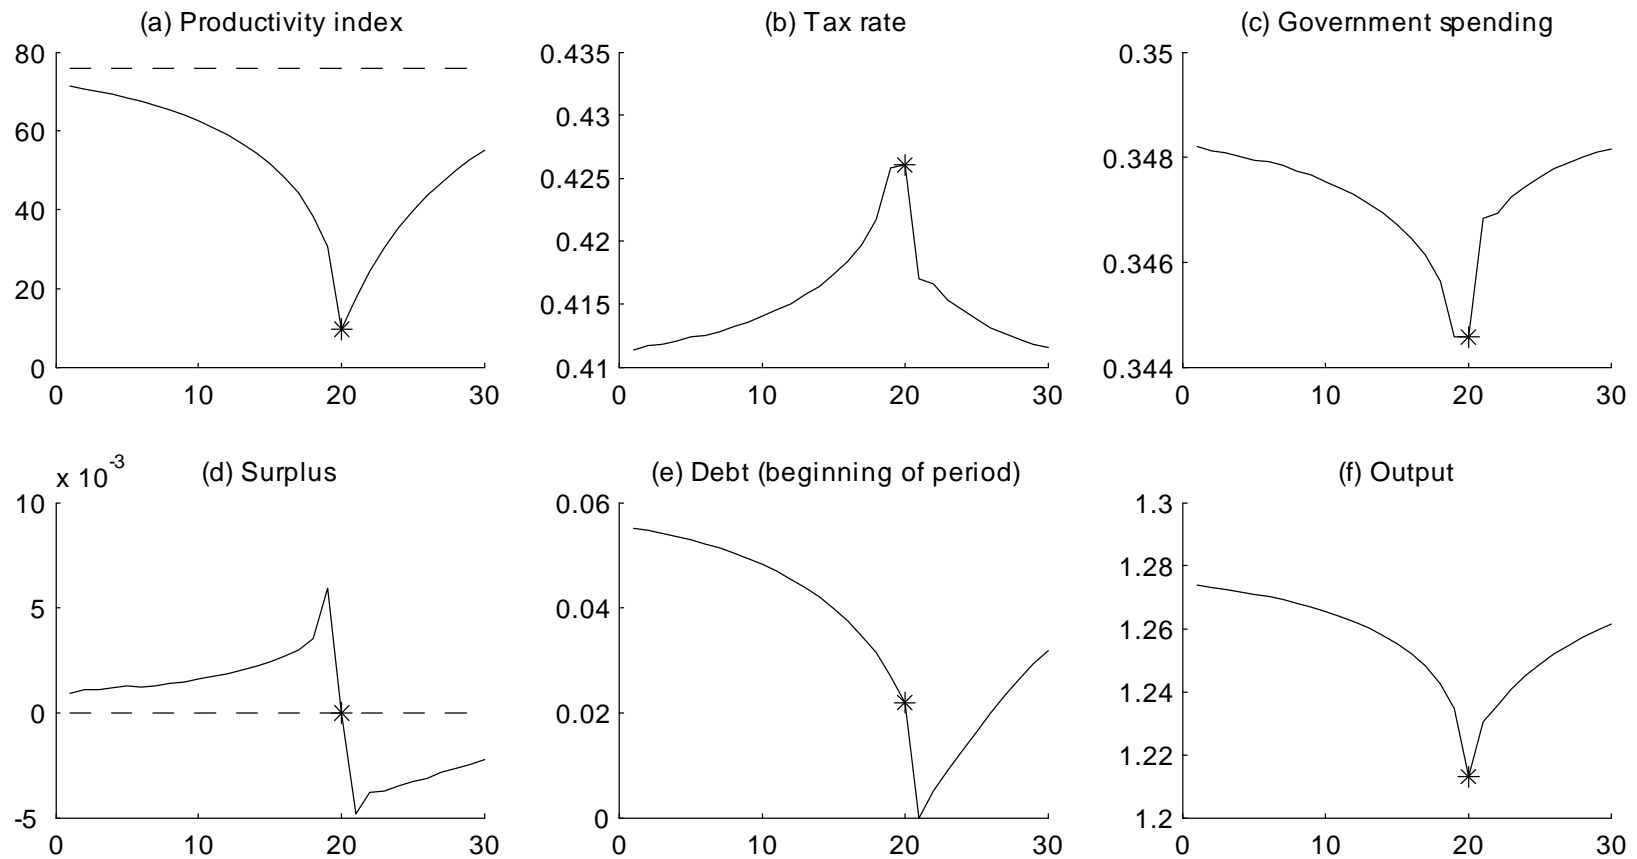 (a) Productivity index
80
60
40
20
0
0 10 20 30
(b) Tax rate
0.435
0.43
0.425
0.42
0.415
0.41
0 10 20 30
(c) Government spending
0.35
0.348
0.346
0.344
0 10 20 30
(d) Surplus
x 10-3
10
5
0
-5
0 10 20 30
(e) Debt (beginning of period)
0.06
0.04
0.02
0
0 10 20 30
(f) Output
1.3
1.28
1.26
1.24
1.22
1.2
0 10 20 30